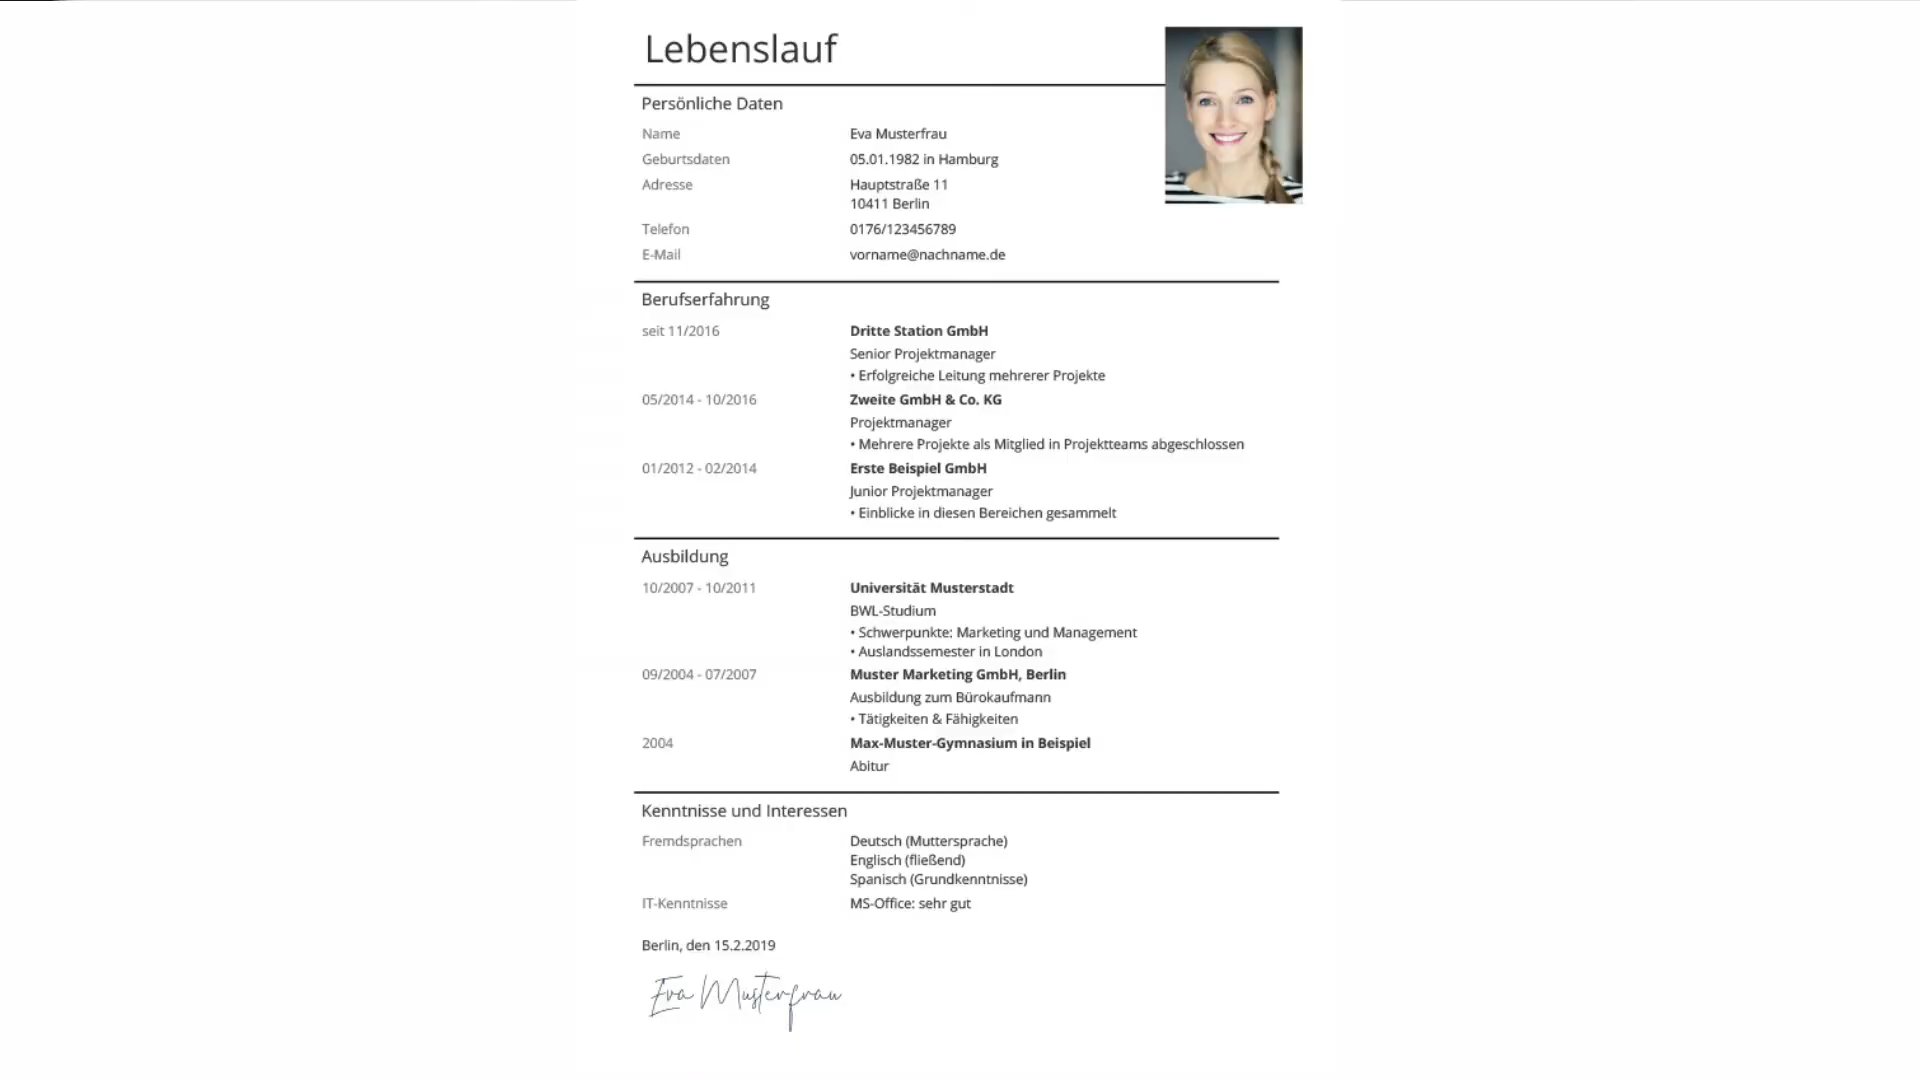 Lebenslauf
Persönliche Daten
Name Eva Musterfrau
Geburtsdaten 05.01.1982 in Hamburg
Adresse Hauptstraße 11
10411 Berlin
Telefon 0176/123456789
E-Mail vorname@nachname.de
Berufserfahrung
seit 11/2016 Dritte Station GmbH
Senior Projektmanager
• Erfolgreiche Leitung mehrerer Projekte
05/2014 - 10/2016 Zweite GmbH & Co. KG
Projektmanager
• Mehrere Projekte als Mitglied in Projektteams abgeschlossen
01/2012 - 02/2014 Erste Beispiel GmbH
Junior Projektmanager
• Einblicke in diesen Bereichen gesammelt
Ausbildung
10/2007 - 10/2011 Universität Musterstadt
BWL-Studium
• Schwerpunkte: Marketing und Management
• Auslandssemester in London
09/2004 - 07/2007 Muster Marketing GmbH, Berlin
Ausbildung zum Bürokaufmann
• Tätigkeiten & Fähigkeiten
2004 Max-Muster-Gymnasium in Beispiel
Abitur
Kenntnisse und Interessen
Fremdsprachen Deutsch (Muttersprache)
Englisch (fließend)
Spanisch (Grundkenntnisse)
IT-Kenntnisse MS-Office: sehr gut
Berlin, den 15.2.2019
Eva Musterfrau